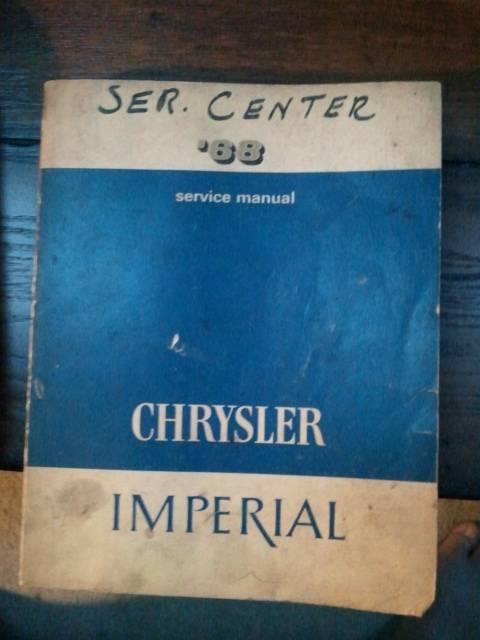 SER. CENTER
'68
service manual
CHRYSLER
IMPERIAL